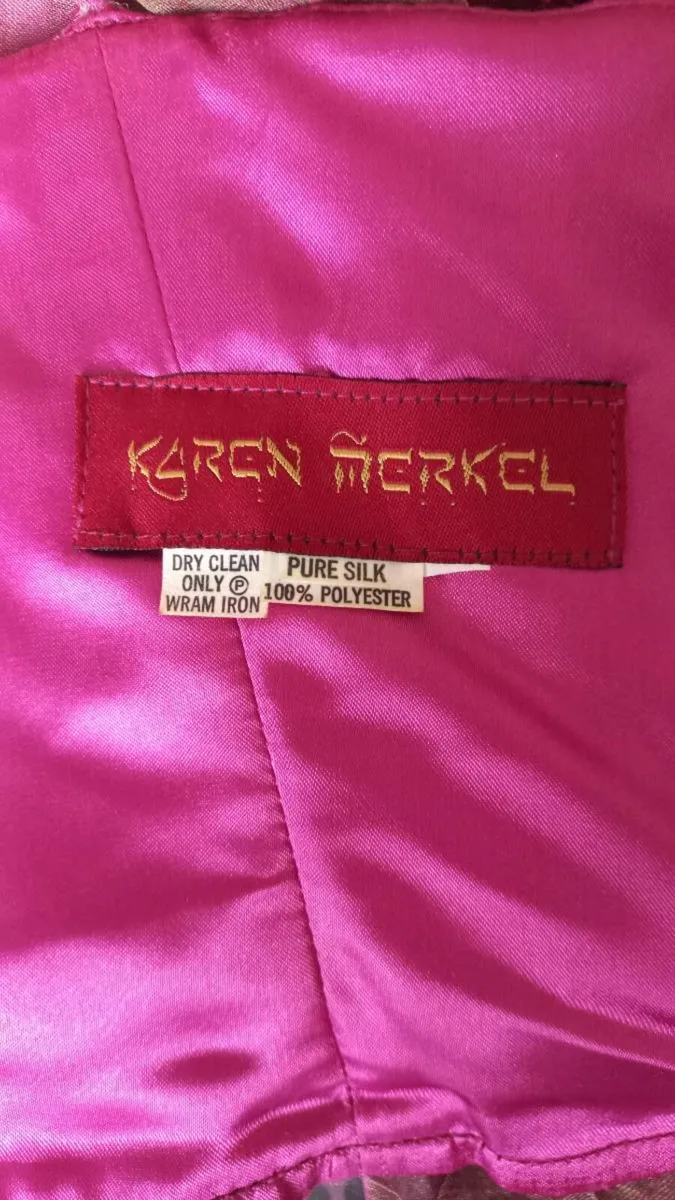 KAREN MERKEL
DRY CLEAN
ONLY Ⓟ
WRAM IRON
PURE SILK
100% POLYESTER